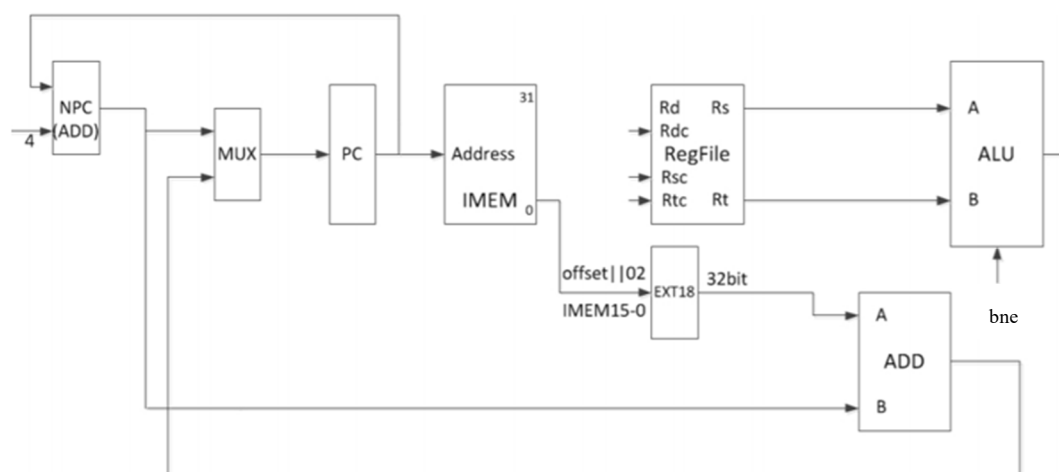 NPC
(ADD)
4
MUX
PC
31
Address
IMEM
0
Rd Rs
Rdc
RegFile
Rsc
Rtc Rt
A
ALU
B
offset||02
IMEM15-0
EXT18
32bit
bne
A
ADD
B